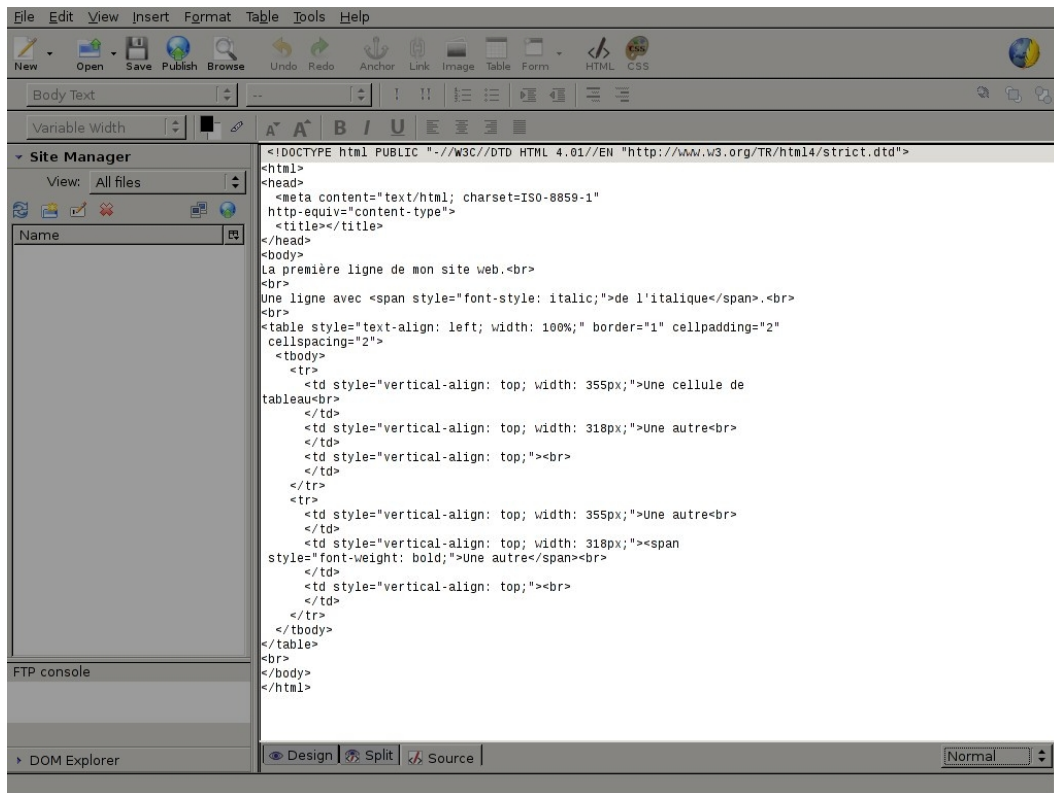 File Edit View Insert Format Table Tools Help
New Open Save Publish Browse Undo Redo Anchor Link Image Table Form HTML CSS
CSS
Body Text --
Variable Width A A B I U
Site Manager
View: All files
Name
FTP console
DOM Explorer
<!DOCTYPE html PUBLIC "-//W3C//DTD HTML 4.01//EN "http://www.w3.org/TR/html4/strict.dtd">
<html>
<head>
<meta content="text/html; charset=ISO-8859-1"
http-equiv="content-type">
<title></title>
</head>
<body>
La première ligne de mon site web.<br>
<br>
Une ligne avec <span style="font-style: italic;">de l'italique</span>.<br>
<br>
<table style="text-align: left; width: 100%;" border="1" cellpadding="2"
cellspacing="2">
<tbody>
<tr>
<td style="vertical-align: top; width: 355px;">Une cellule de
tableau<br>
</td>
<td style="vertical-align: top; width: 318px;">Une autre<br>
</td>
<td style="vertical-align: top;"><br>
</td>
</tr>
<tr>
<td style="vertical-align: top; width: 355px;">Une autre<br>
</td>
<td style="vertical-align: top; width: 318px;"><span
style="font-weight: bold;">Une autre</span><br>
</td>
<td style="vertical-align: top;"><br>
</td>
</tr>
</tbody>
</table>
<br>
</body>
</html>
Design Split Source Normal